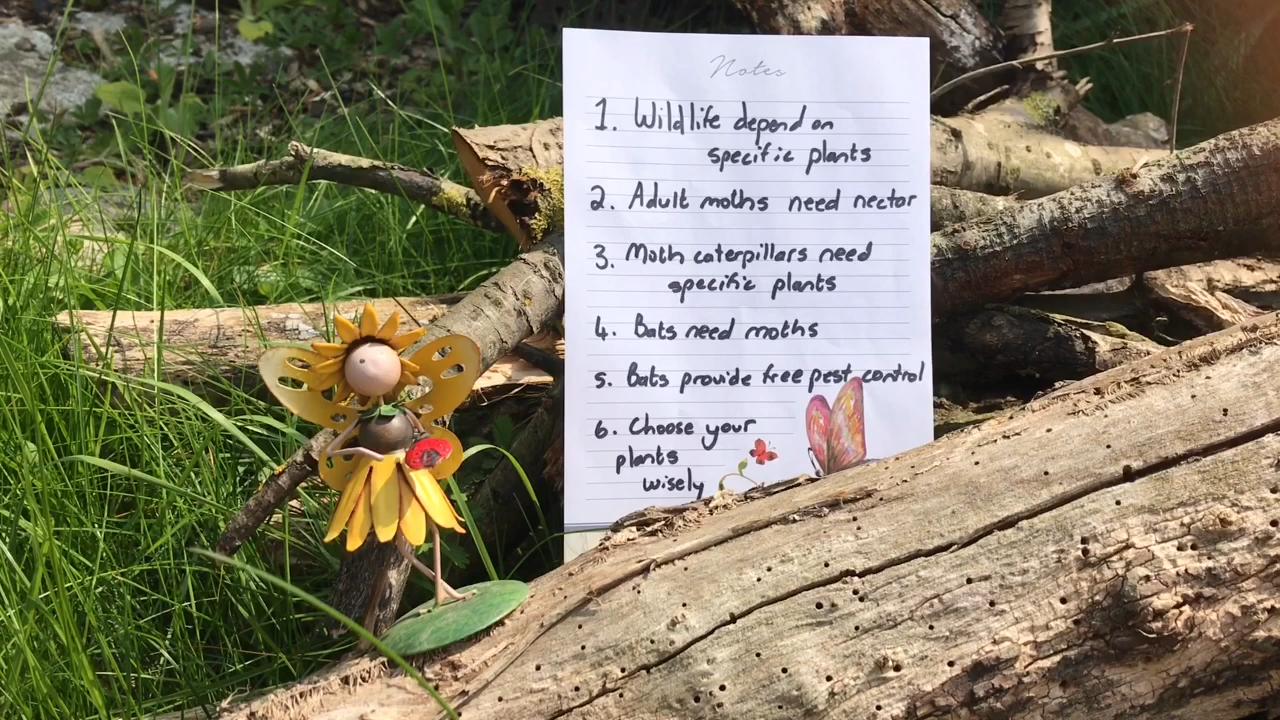 Notes
1. Wildlife depend on
specific plants
2. Adult moths need nectar
3. Moth caterpillars need
specific plants
4. Bats need moths
5. Bats provide free pest control
6. Choose your
plants
wisely